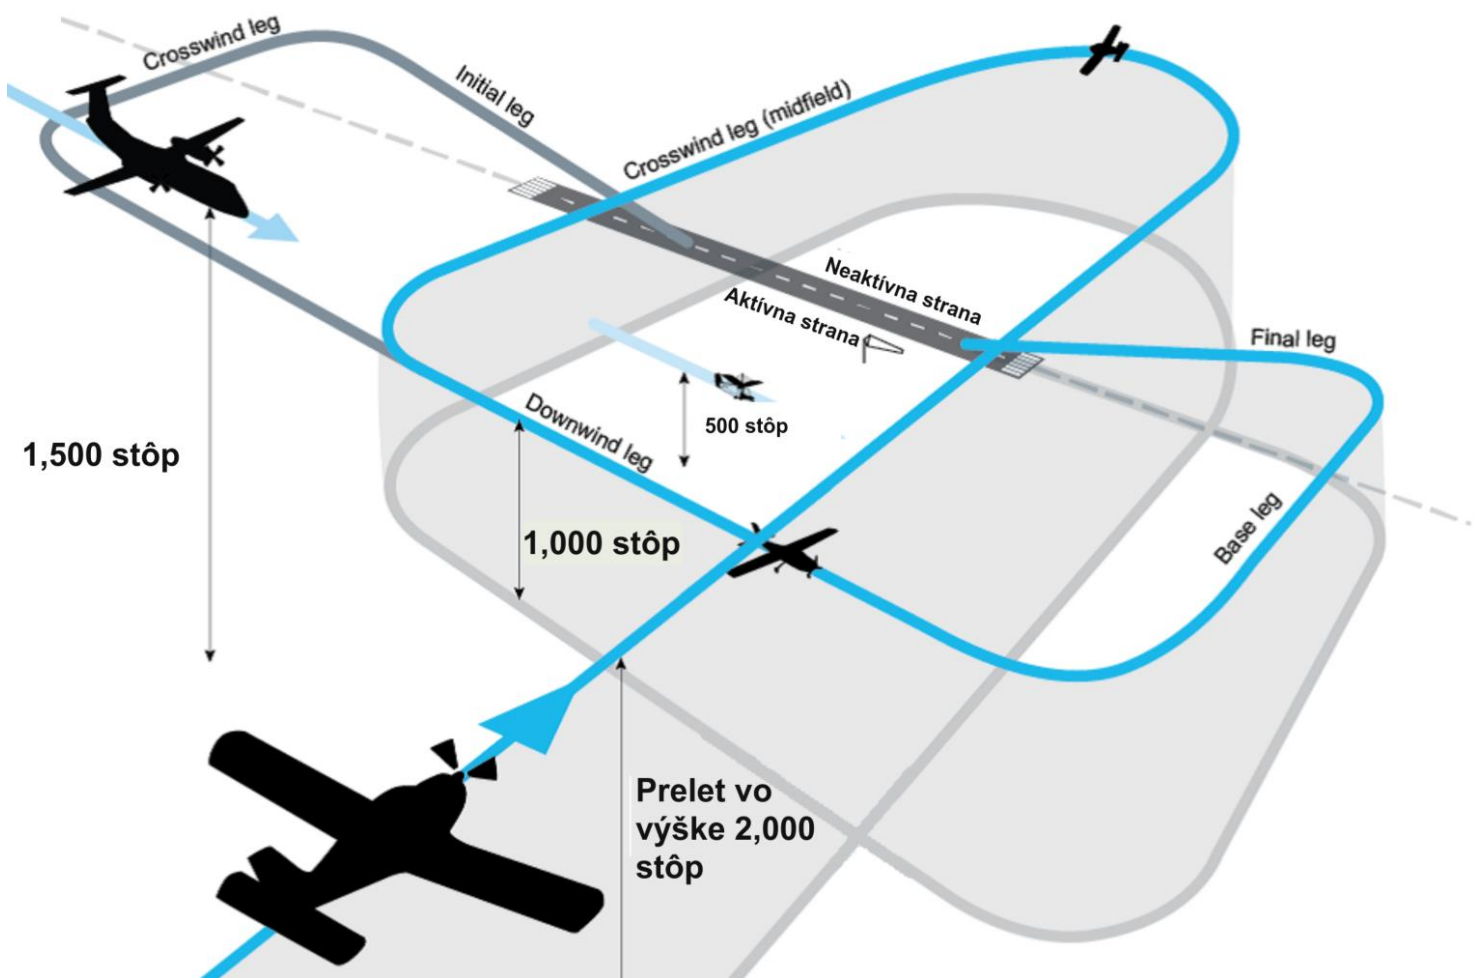 Crosswind leg
Initial leg
Crosswind leg (midfield)
Neaktívna strana
Aktívna strana
Final leg
Downwind leg
500 stôp
1,500 stôp
1,000 stôp
Base leg
Prelet vo
výške 2,000
stôp